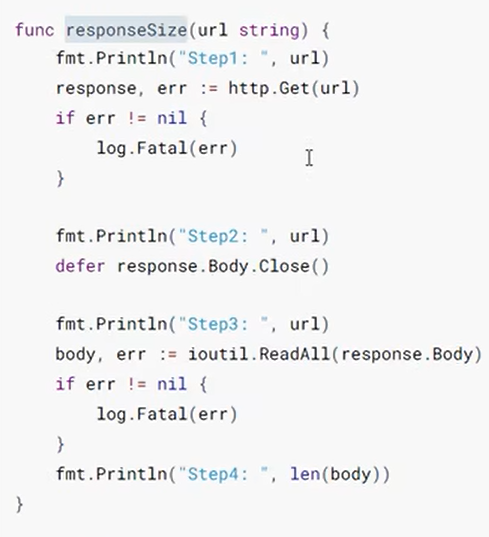 func responseSize(url string) {
    fmt.Println("Step1: ", url)
    response, err := http.Get(url)
    if err != nil {
        log.Fatal(err)
    }

    fmt.Println("Step2: ", url)
    defer response.Body.Close()

    fmt.Println("Step3: ", url)
    body, err := ioutil.ReadAll(response.Body)
    if err != nil {
        log.Fatal(err)
    }
    fmt.Println("Step4: ", len(body))
}